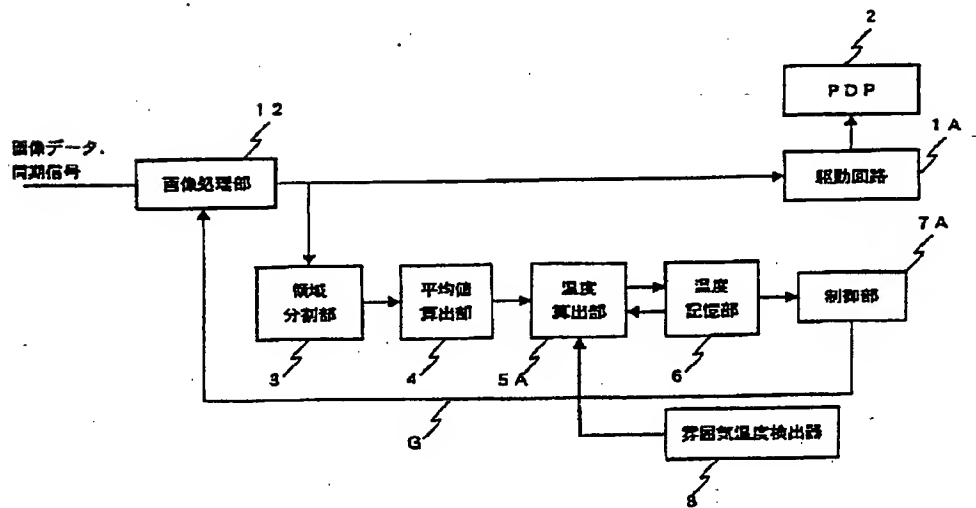 2
PDP
12
1A
画像データ、
同期信号
画像処理部
駆動回路
7A
領域
分割部
平均値
算出部
温度
算出部
温度
記憶部
制御部
3
4
5A
6
G
雰囲気温度検出器
8